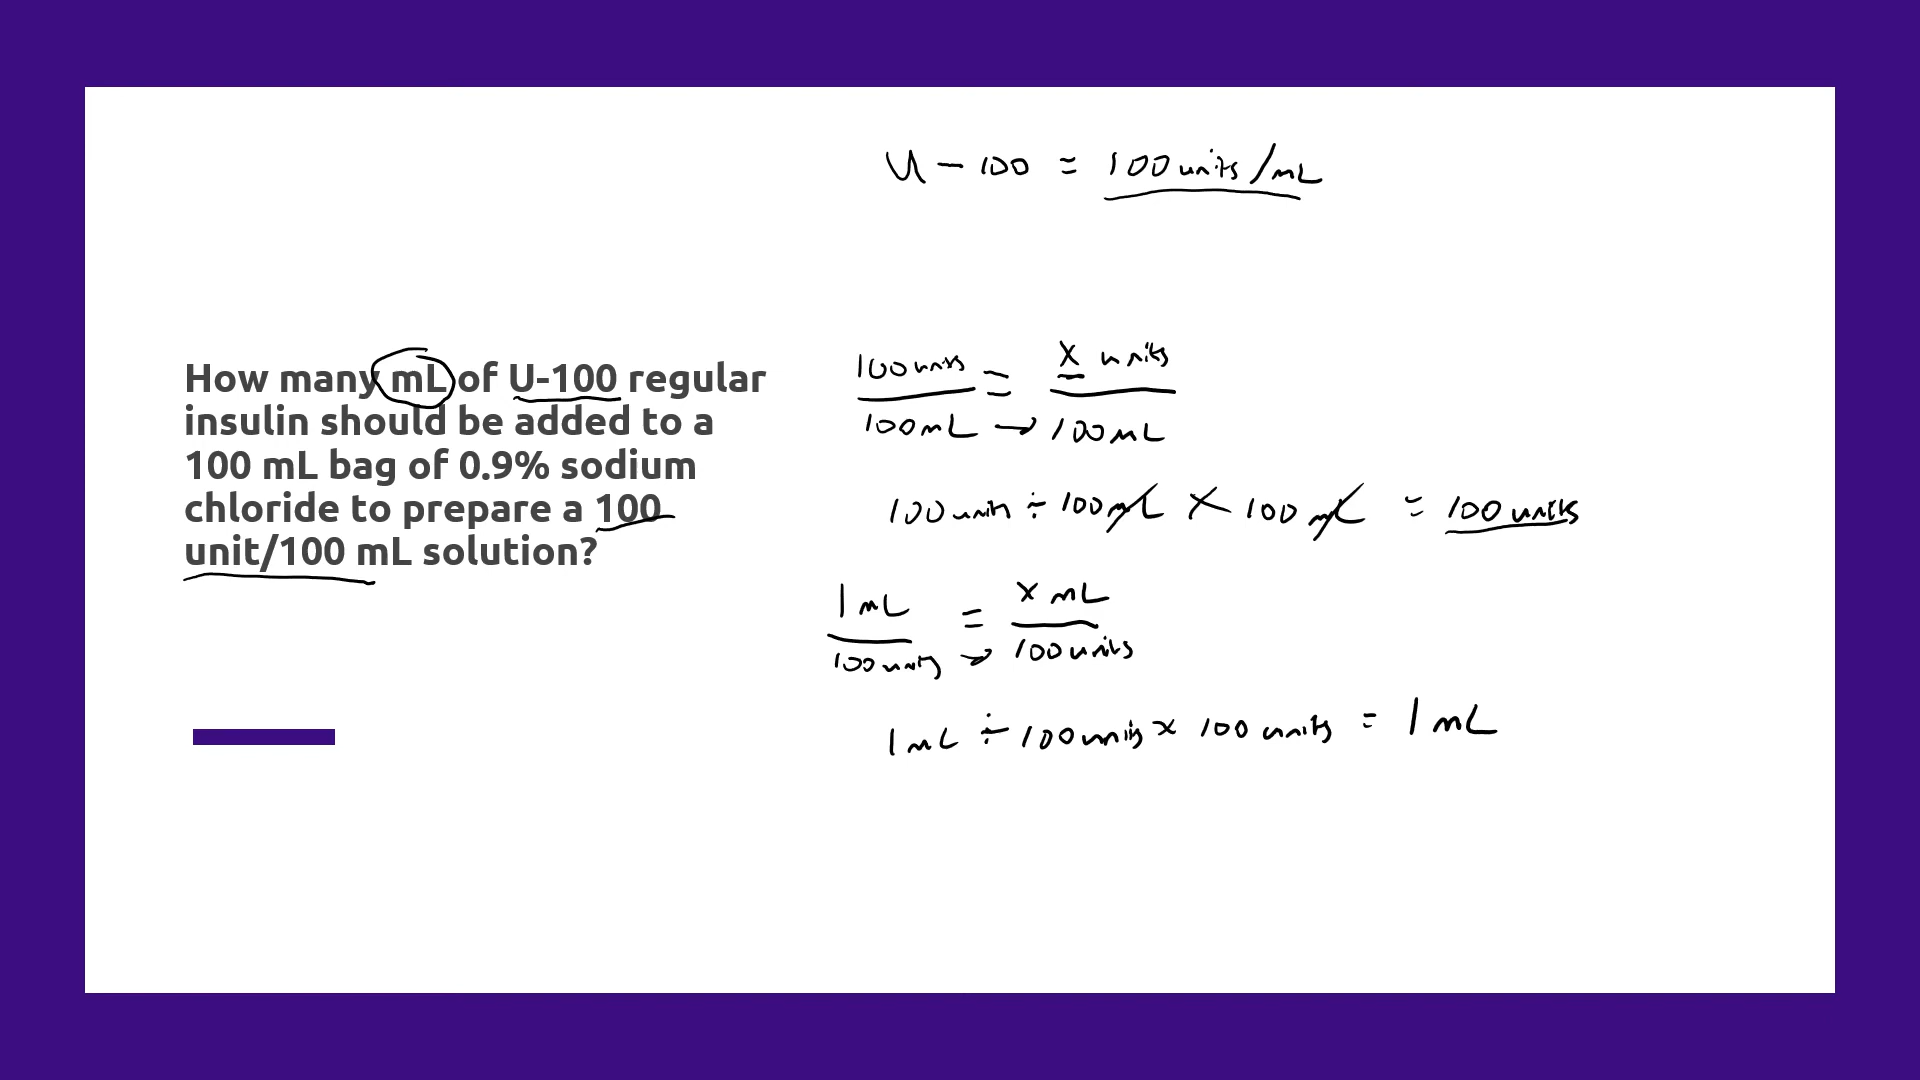 U - 100 = 100 units/mL
How many mL of U-100 regular
insulin should be added to a
100 mL bag of 0.9% sodium
chloride to prepare a 100
unit/100 mL solution?
100 units = X units
100 mL → 100 mL
100 units ÷ 100 mL × 100 mL = 100 units
1 mL = x mL
100 units → 100 units
1 mL ÷ 100 units × 100 units = 1 mL